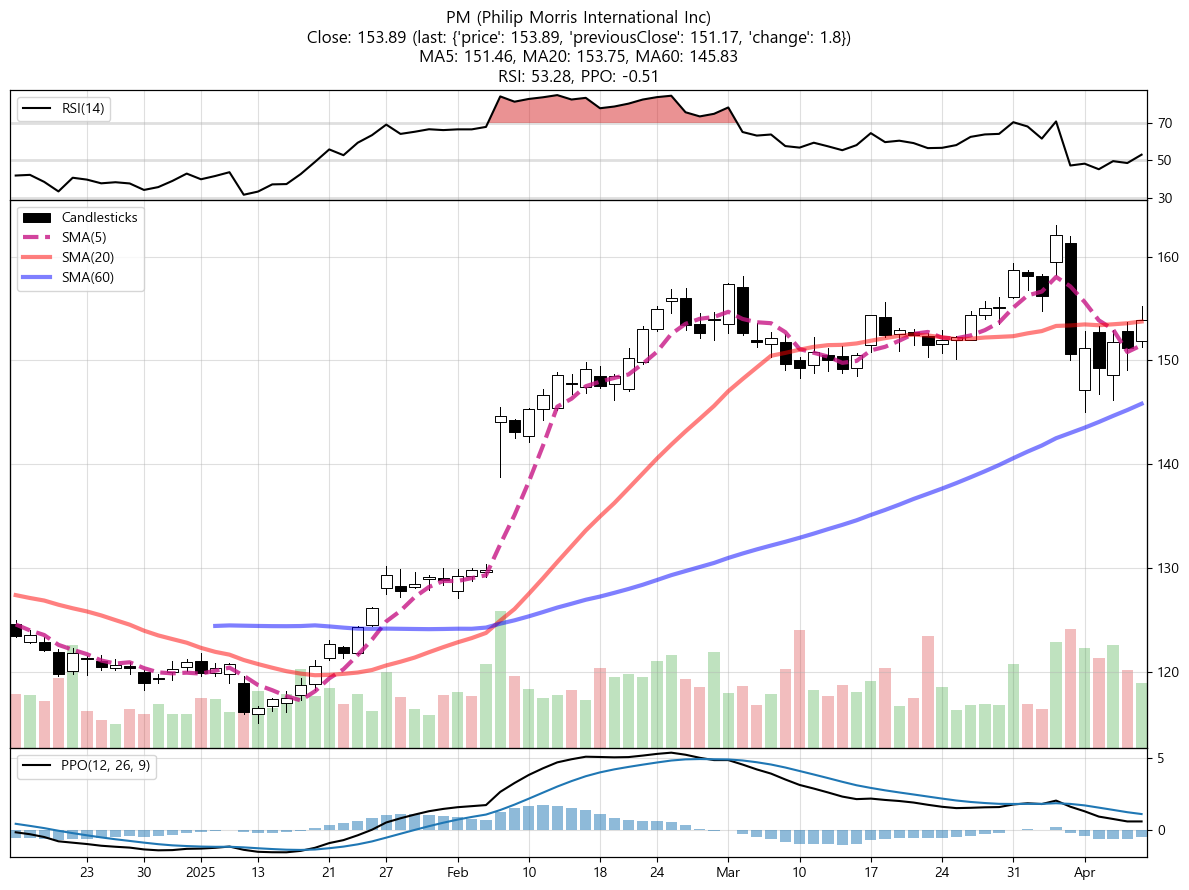 PM (Philip Morris International Inc)
Close: 153.89 (last: {'price': 153.89, 'previousClose': 151.17, 'change': 1.8})
MA5: 151.46, MA20: 153.75, MA60: 145.83
RSI: 53.28, PPO: -0.51
RSI(14)
70
50
30
Candlesticks
SMA(5)
SMA(20)
SMA(60)
160
150
140
130
120
PPO(12, 26, 9)
5
0
23 30 2025 13 21 27 Feb 10 18 24 Mar 10 17 24 31 Apr